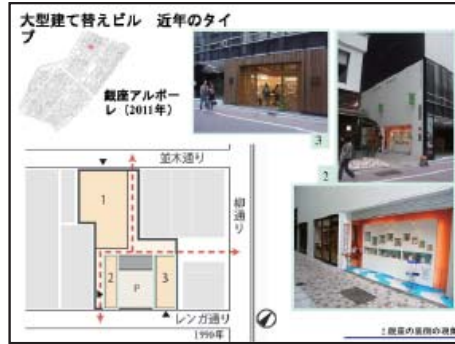 大型建て替えビル　近年のタイ
プ
銀座アルボー
レ（2011年）
3
2
並木通り
1
柳通り
2
P
3
レンガ通り
1990年